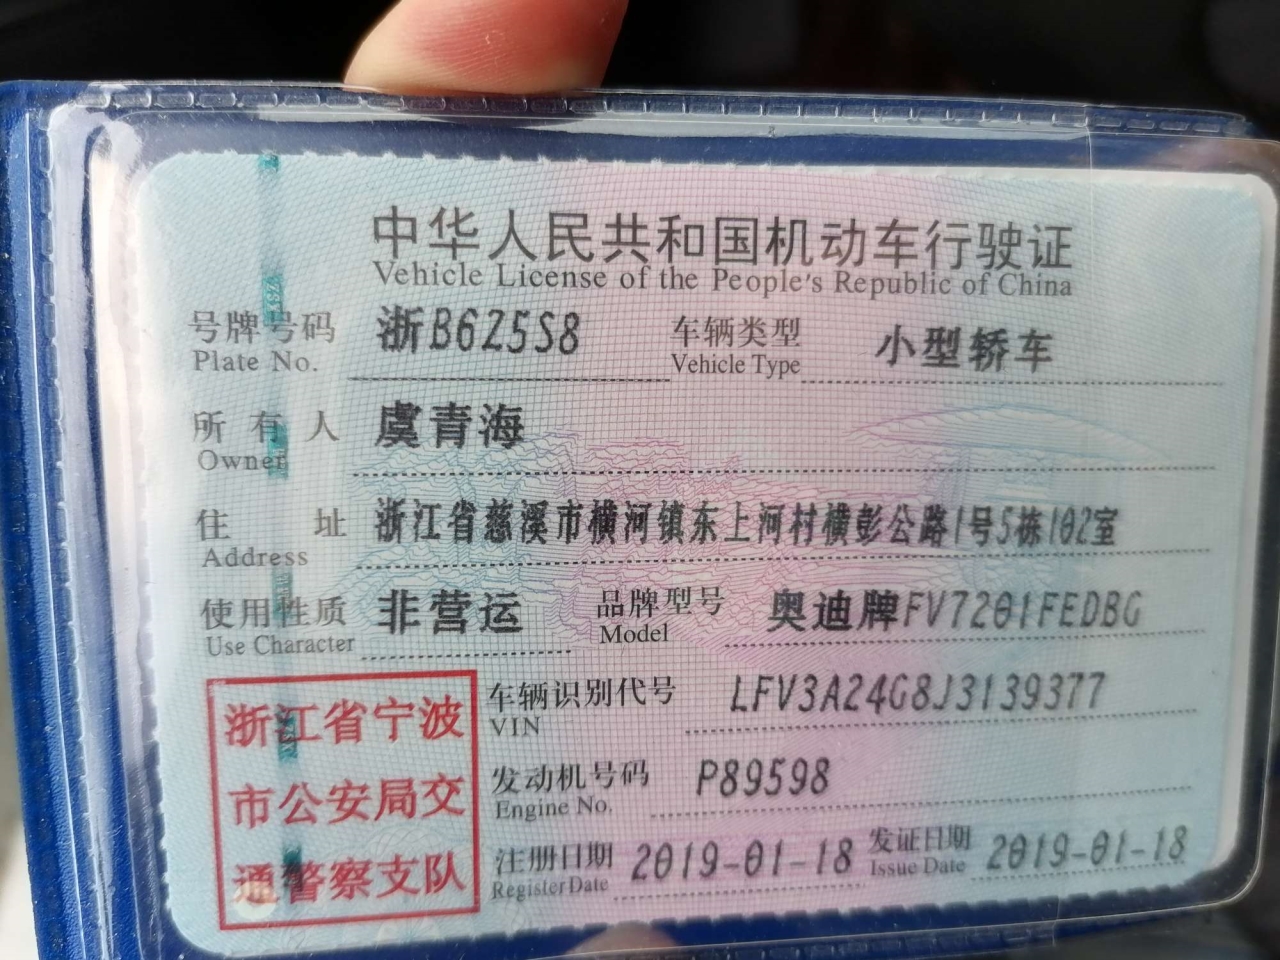 中华人民共和国机动车行驶证
Vehicle License of the People's Republic of China
号牌号码 浙B6Z5S8 车辆类型 小型轿车
Plate No. Vehicle Type
所有人 虞青海
Owner
住址 浙江省慈溪市横河镇东上河村横彭公路1号5栋102室
Address
使用性质 非营运 品牌型号 奥迪牌FV7201FEDBG
Use Character Model
浙江省宁波
市公安局交
通警察支队
车辆识别代号 LFV3A24G8J3139377
VIN
发动机号码 P89598
Engine No.
注册日期 2019-01-18 发证日期 2019-01-18
Register Date Issue Date